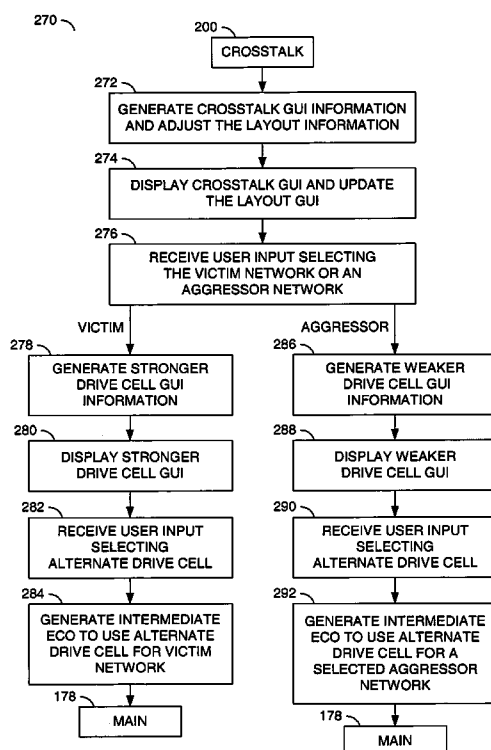 270
200
CROSSTALK
272
GENERATE CROSSTALK GUI INFORMATION
AND ADJUST THE LAYOUT INFORMATION
274
DISPLAY CROSSTALK GUI AND UPDATE
THE LAYOUT GUI
276
RECEIVE USER INPUT SELECTING
THE VICTIM NETWORK OR AN
AGGRESSOR NETWORK
VICTIM
278
GENERATE STRONGER
DRIVE CELL GUI
INFORMATION
280
DISPLAY STRONGER
DRIVE CELL GUI
282
RECEIVE USER INPUT
SELECTING
ALTERNATE DRIVE CELL
284
GENERATE INTERMEDIATE
ECO TO USE ALTERNATE
DRIVE CELL FOR VICTIM
NETWORK
178
MAIN
AGGRESSOR
286
GENERATE WEAKER
DRIVE CELL GUI
INFORMATION
288
DISPLAY WEAKER
DRIVE CELL GUI
290
RECEIVE USER INPUT
SELECTING
ALTERNATE DRIVE CELL
292
GENERATE INTERMEDIATE
ECO TO USE ALTERNATE
DRIVE CELL FOR A
SELECTED AGGRESSOR
NETWORK
178
MAIN